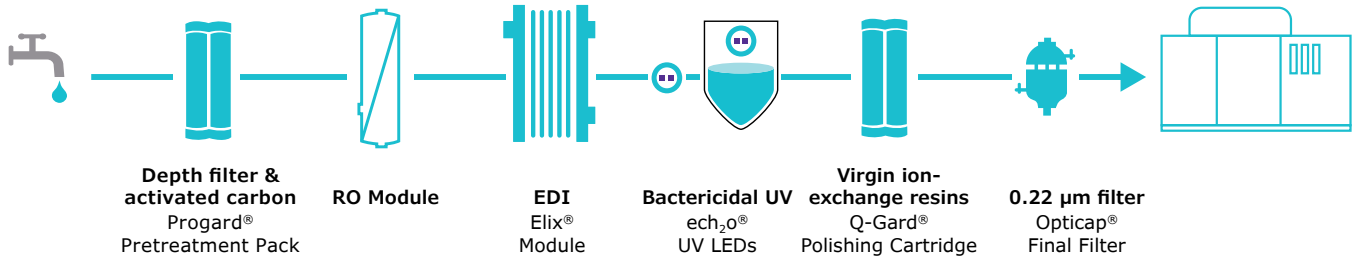 Depth filter &
activated carbon
Progard®
Pretreatment Pack
RO Module
EDI
Elix®
Module
Bactericidal UV
ech₂o®
UV LEDs
Virgin ion-
exchange resins
Q-Gard®
Polishing Cartridge
0.22 µm filter
Opticap®
Final Filter